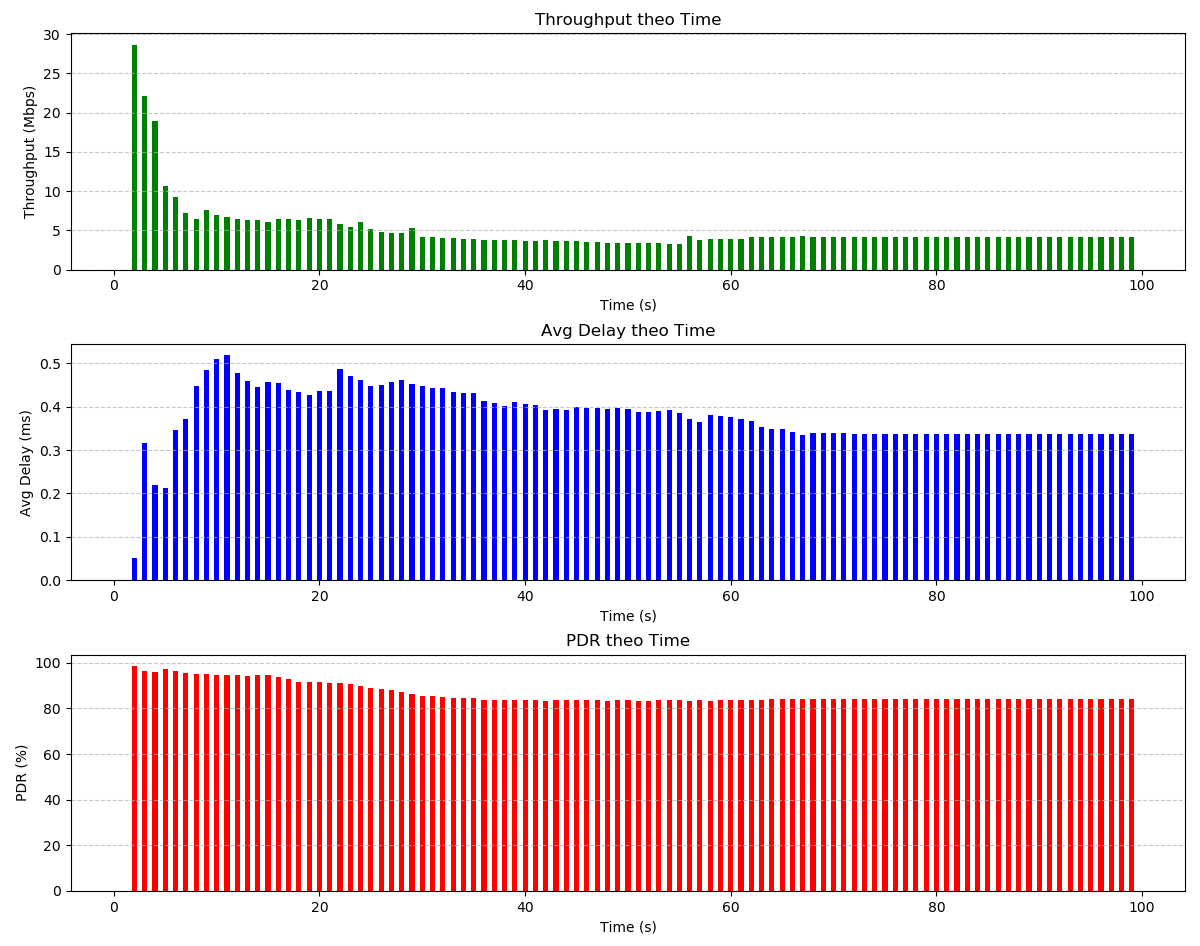 Throughput theo Time
30
25
20
15
10
5
0
Throughput (Mbps)
0 20 40 60 80 100
Time (s)
Avg Delay theo Time
0.5
0.4
0.3
0.2
0.1
0.0
Avg Delay (ms)
0 20 40 60 80 100
Time (s)
PDR theo Time
100
80
60
40
20
0
PDR (%)
0 20 40 60 80 100
Time (s)